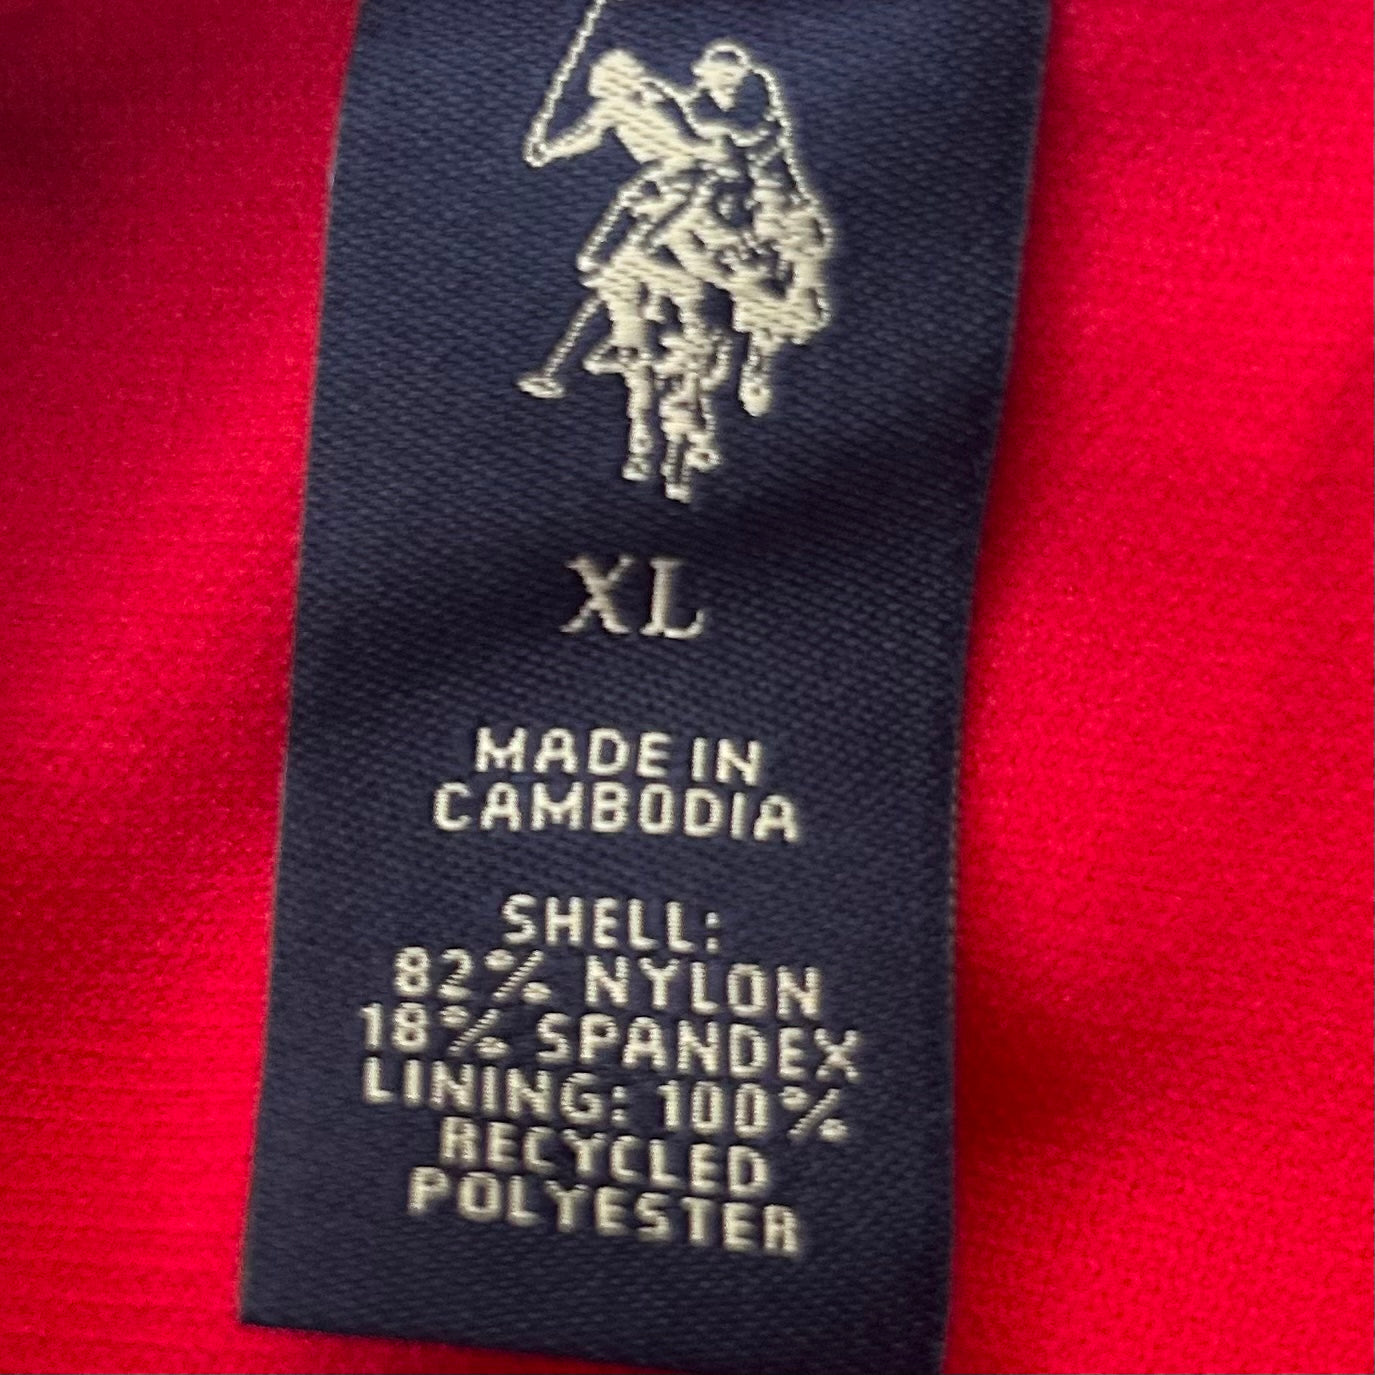 XL
MADE IN
CAMBODIA
SHELL:
82% NYLON
18% SPANDEX
LINING: 100%
RECYCLED
POLYESTER